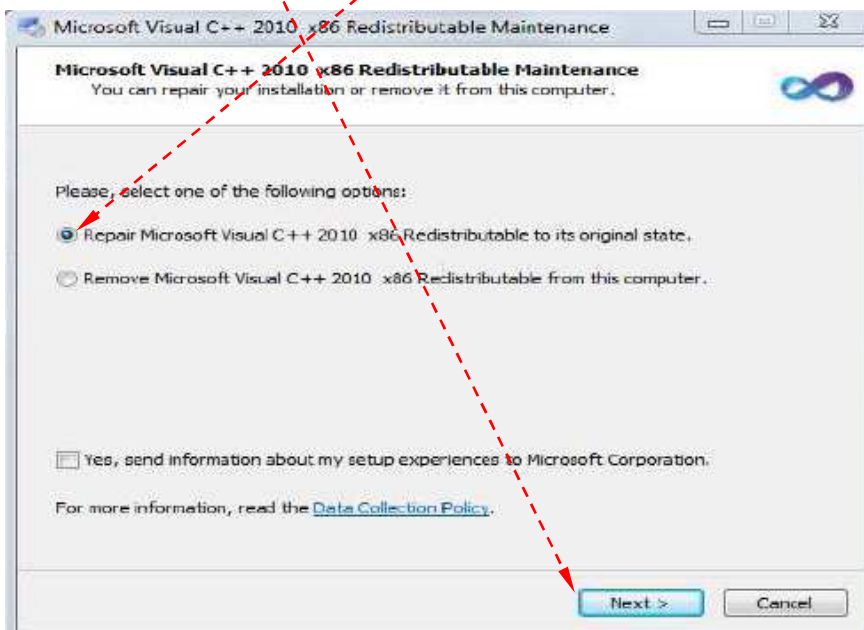 Microsoft Visual C++ 2010 x86 Redistributable Maintenance
Microsoft Visual C++ 2010 x86 Redistributable Maintenance
You can repair your installation or remove it from this computer.
Please, select one of the following options:
Repair Microsoft Visual C++ 2010 x86 Redistributable to its original state.
Remove Microsoft Visual C++ 2010 x86 Redistributable from this computer.
Yes, send information about my setup experiences to Microsoft Corporation.
For more information, read the Data Collection Policy.
Next > Cancel